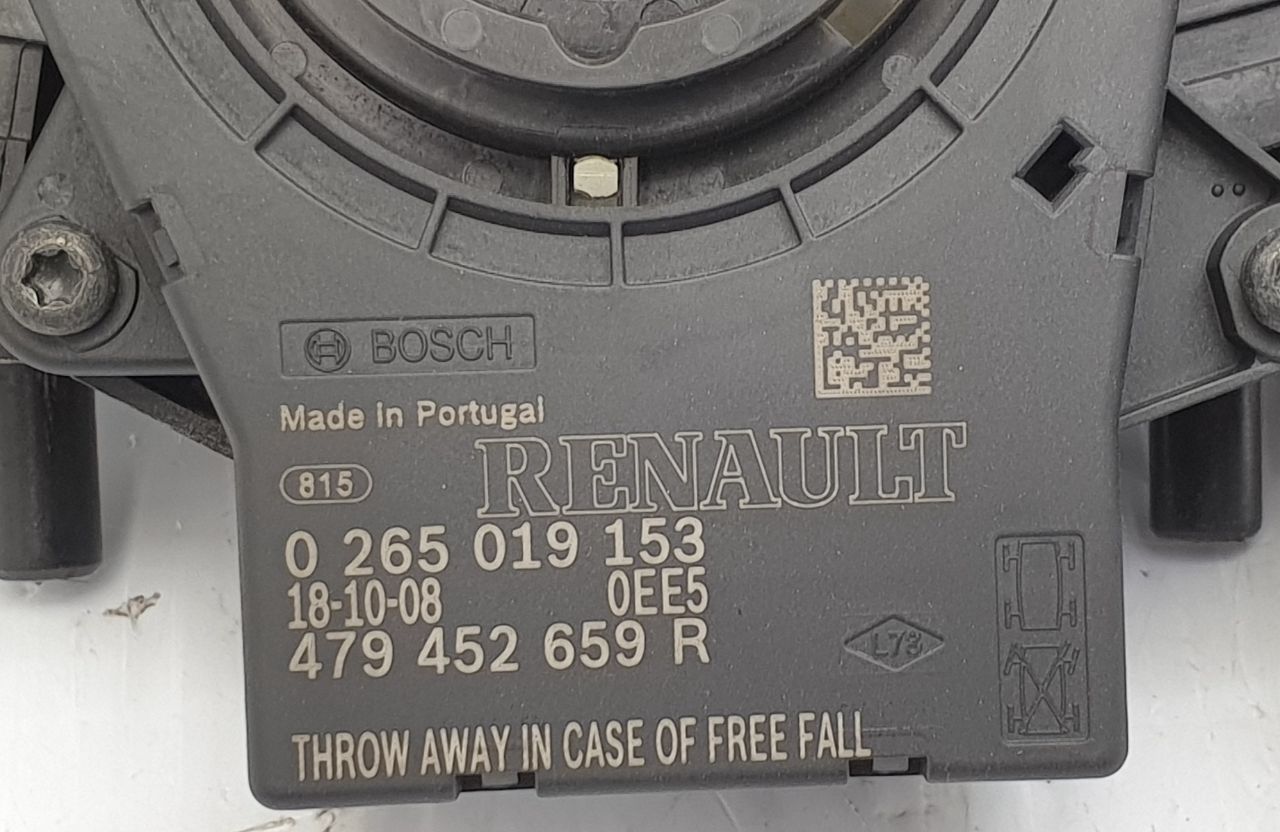 BOSCH
Made in Portugal
RENAULT
815
0 265 019 153
18-10-08 0EE5
479 452 659 R
L78
THROW AWAY IN CASE OF FREE FALL